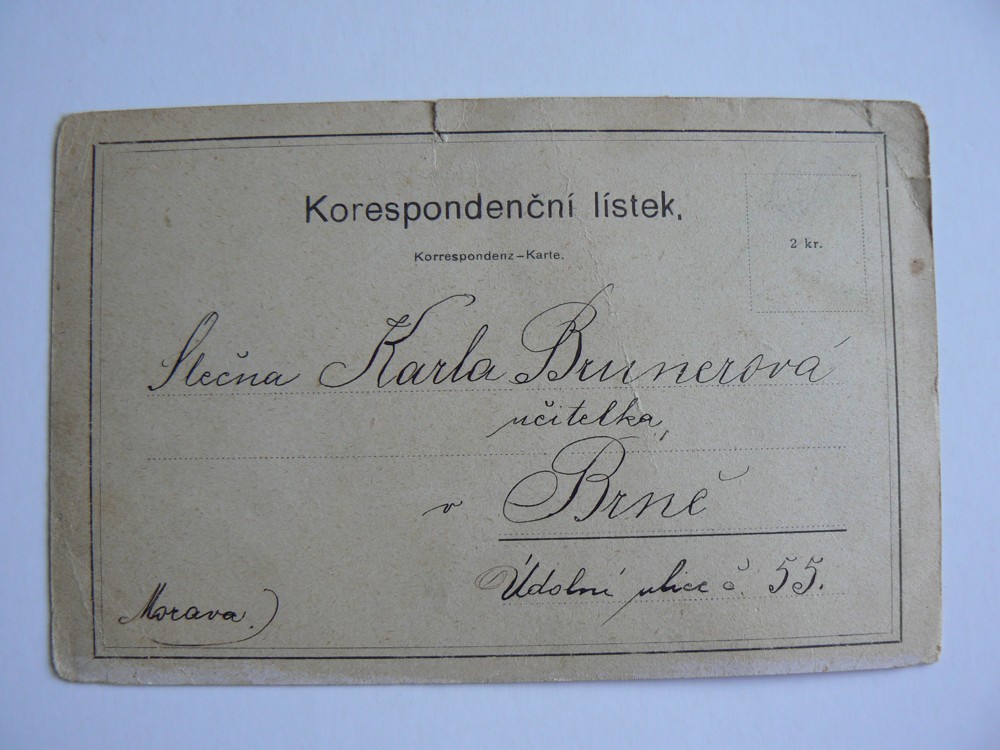 Korespondenční lístek,
Korrespondenz-Karte.
2 kr.
Slečna Karla Brunerová
učitelka,
v Brně
Údolní ulice č. 55.
Morava.)